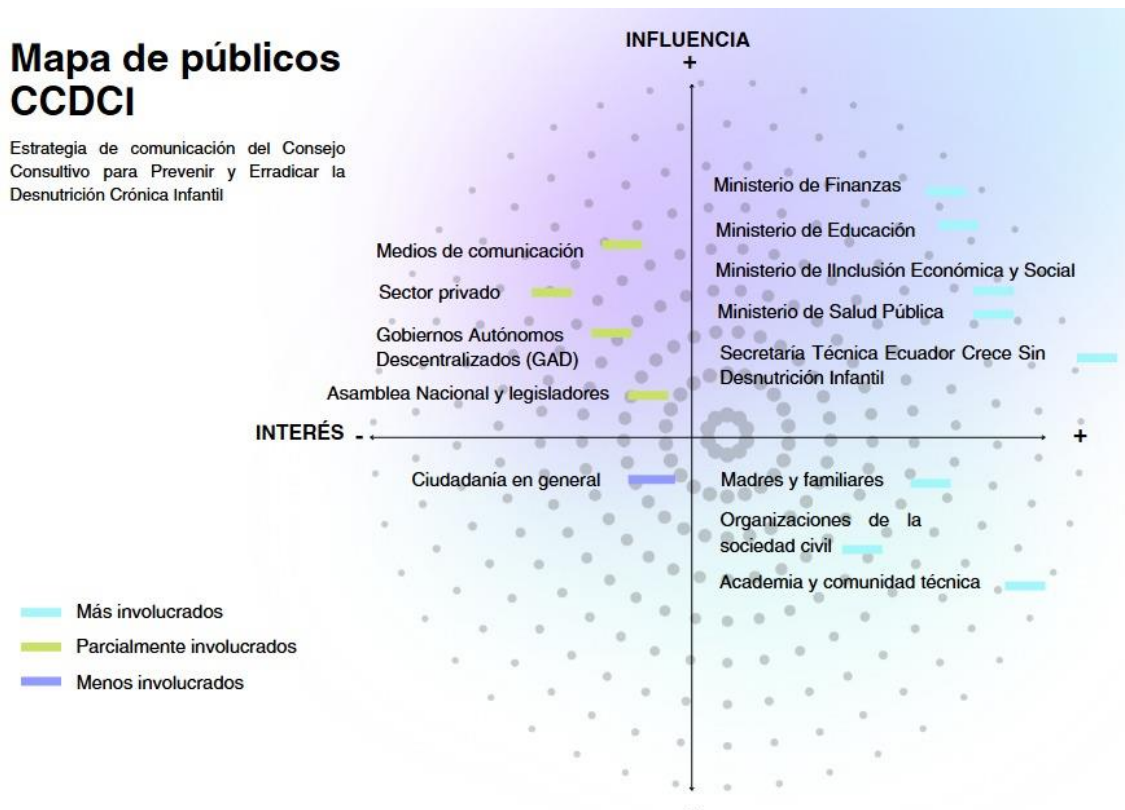 Mapa de públicos
CCDCI
Estrategia de comunicación del Consejo
Consultivo para Prevenir y Erradicar la
Desnutrición Crónica Infantil
INFLUENCIA
+
Ministerio de Finanzas
Ministerio de Educación
Ministerio de IInclusión Económica y Social
Ministerio de Salud Pública
Secretaría Técnica Ecuador Crece Sin
Desnutrición Infantil
Medios de comunicación
Sector privado
Gobiernos Autónomos
Descentralizados (GAD)
Asamblea Nacional y legisladores
INTERÉS -
+
Ciudadanía en general
Madres y familiares
Organizaciones de la
sociedad civil
Academia y comunidad técnica
Más involucrados
Parcialmente involucrados
Menos involucrados